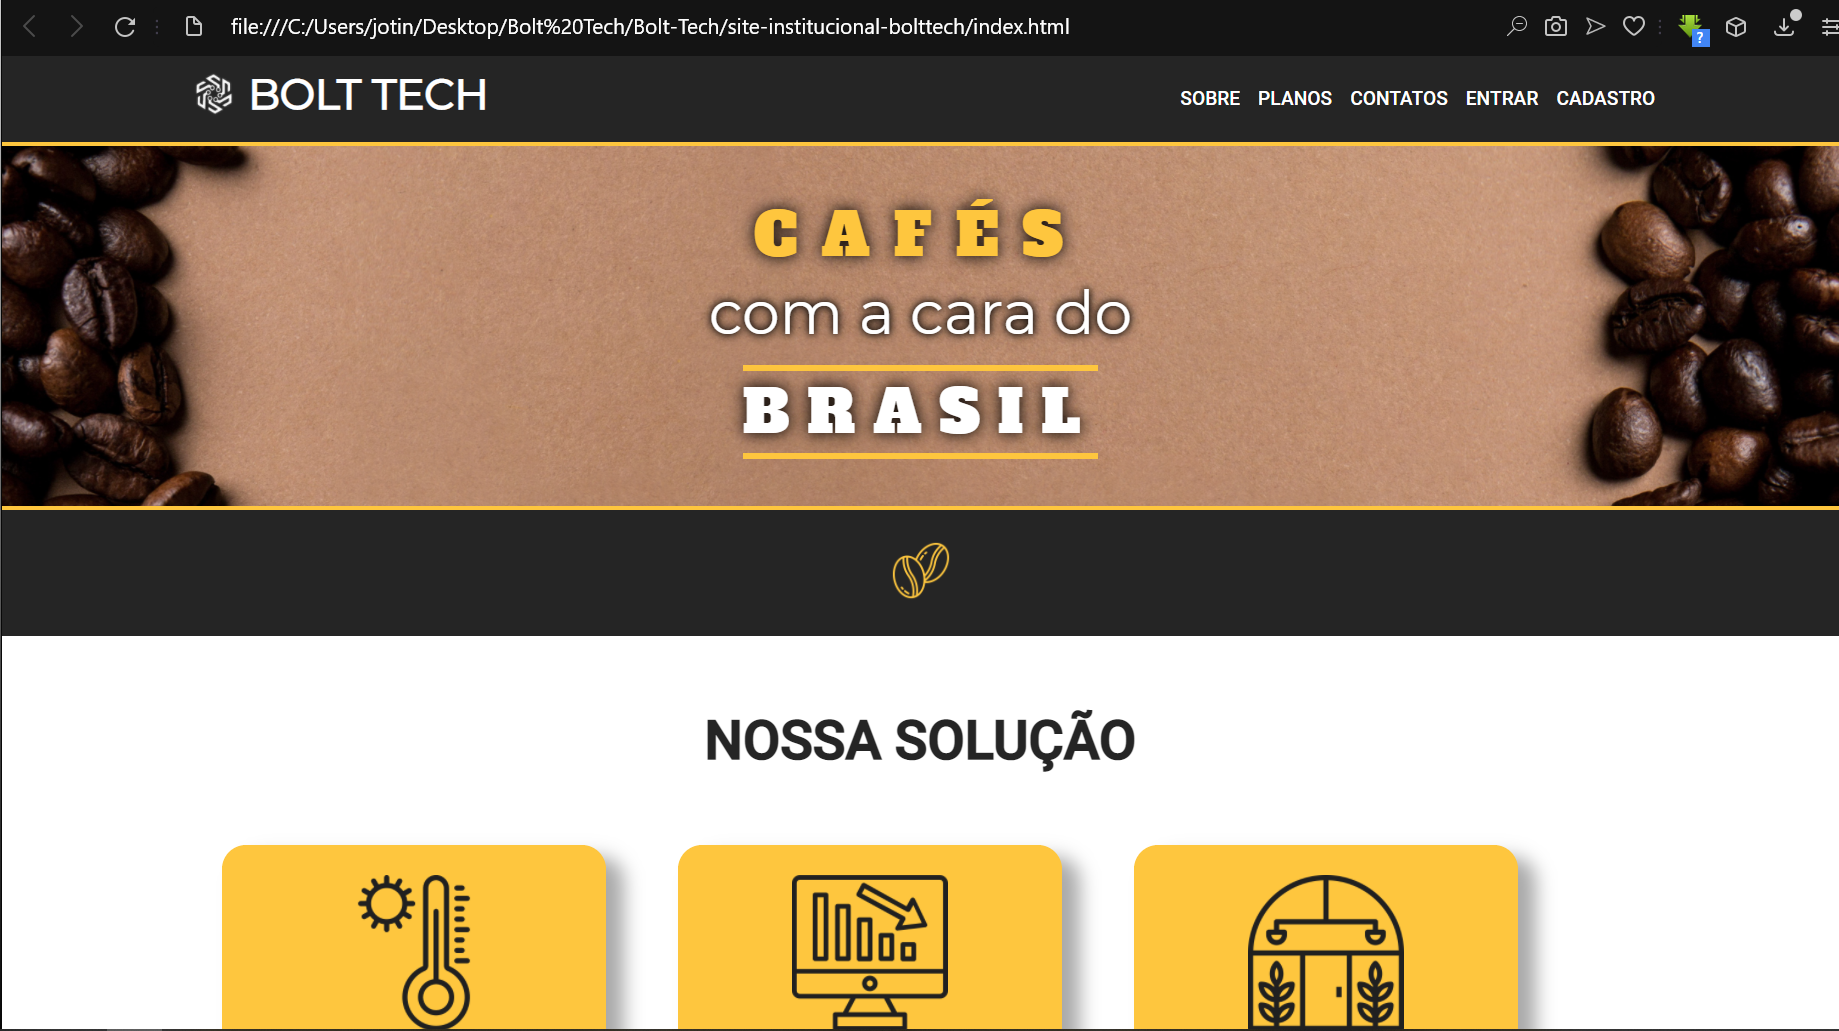 file:///C:/Users/jotin/Desktop/Bolt%20Tech/Bolt-Tech/site-institucional-bolttech/index.html
?
BOLT TECH
SOBRE PLANOS CONTATOS ENTRAR CADASTRO
CAFÉS
com a cara do
BRASIL
NOSSA SOLUÇÃO